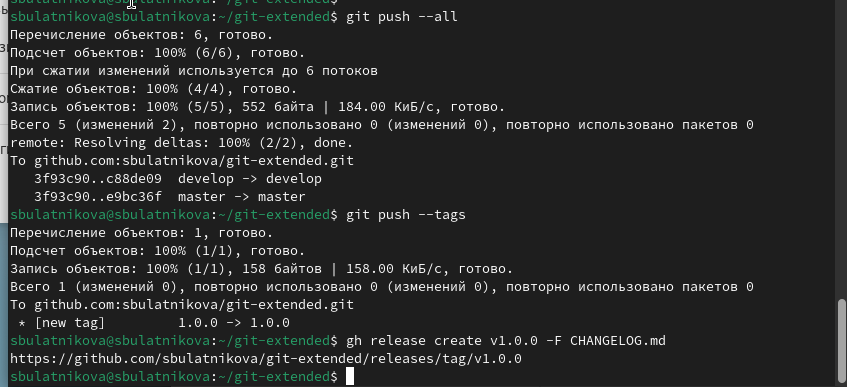 sbulatnikova@sbulatnikova:~/git-extended$
sbulatnikova@sbulatnikova:~/git-extended$ git push --all
Перечисление объектов: 6, готово.
Подсчет объектов: 100% (6/6), готово.
При сжатии изменений используется до 6 потоков
Сжатие объектов: 100% (4/4), готово.
Запись объектов: 100% (5/5), 552 байта | 184.00 КиБ/с, готово.
Всего 5 (изменений 2), повторно использовано 0 (изменений 0), повторно использовано пакетов 0
remote: Resolving deltas: 100% (2/2), done.
To github.com:sbulatnikova/git-extended.git
   3f93c90..c88de09  develop -> develop
   3f93c90..e9bc36f  master -> master
sbulatnikova@sbulatnikova:~/git-extended$ git push --tags
Перечисление объектов: 1, готово.
Подсчет объектов: 100% (1/1), готово.
Запись объектов: 100% (1/1), 158 байтов | 158.00 КиБ/с, готово.
Всего 1 (изменений 0), повторно использовано 0 (изменений 0), повторно использовано пакетов 0
To github.com:sbulatnikova/git-extended.git
 * [new tag]         1.0.0 -> 1.0.0
sbulatnikova@sbulatnikova:~/git-extended$ gh release create v1.0.0 -F CHANGELOG.md
https://github.com/sbulatnikova/git-extended/releases/tag/v1.0.0
sbulatnikova@sbulatnikova:~/git-extended$